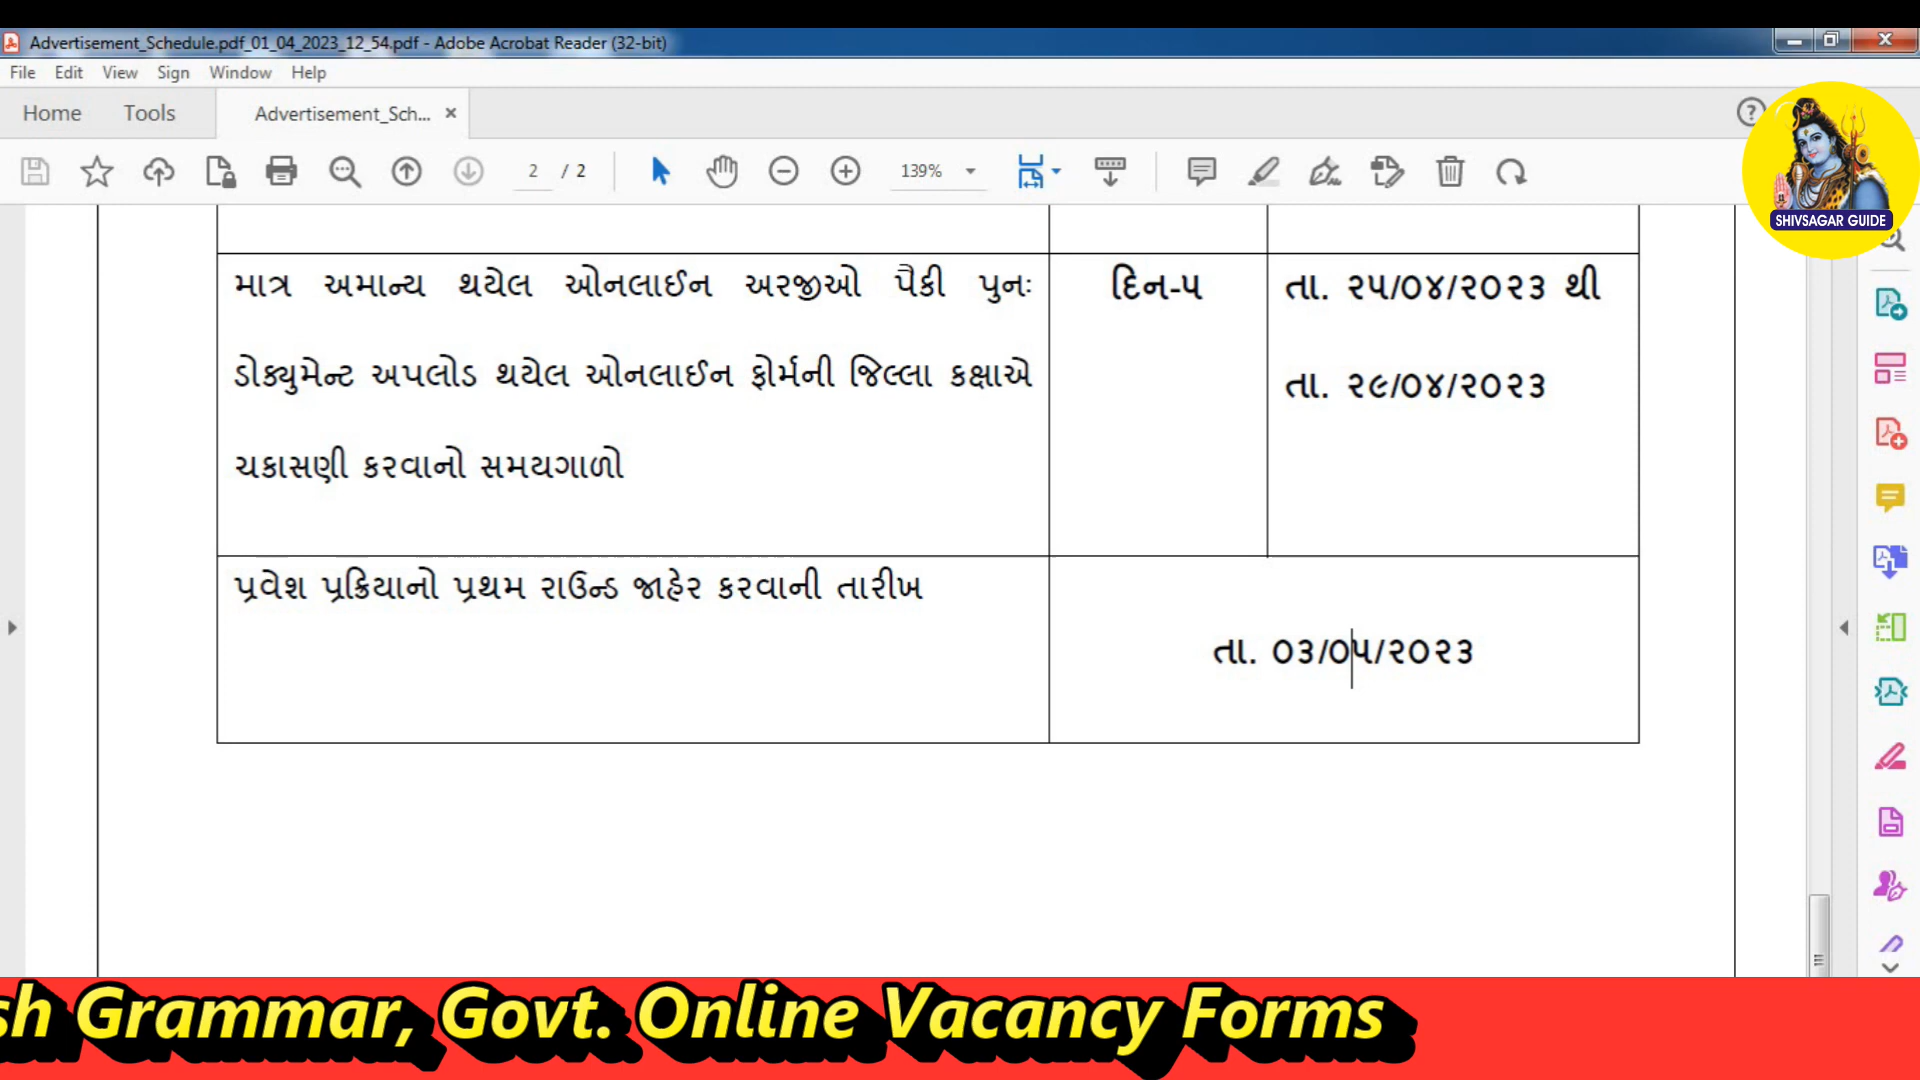 Advertisement_Schedule.pdf_01_04_2023_12_54.pdf - Adobe Acrobat Reader (32-bit)
File Edit View Sign Window Help
Home Tools Advertisement_Sch...
2 / 2 139%
SHIVSAGAR GUIDE
માત્ર અમાન્ય થયેલ ઓનલાઈન અરજીઓ પૈકી પુનઃ
ડોક્યુમેન્ટ અપલોડ થયેલ ઓનલાઈન ફોર્મની જિલ્લા કક્ષાએ
ચકાસણી કરવાનો સમયગાળો
દિન-૫
તા. ૨૫/૦૪/૨૦૨૩ થી
તા. ૨૯/૦૪/૨૦૨૩
પ્રવેશ પ્રક્રિયાનો પ્રથમ રાઉન્ડ જાહેર કરવાની તારીખ
તા. ૦૩/૦૫/૨૦૨૩
sh Grammar, Govt. Online Vacancy Forms